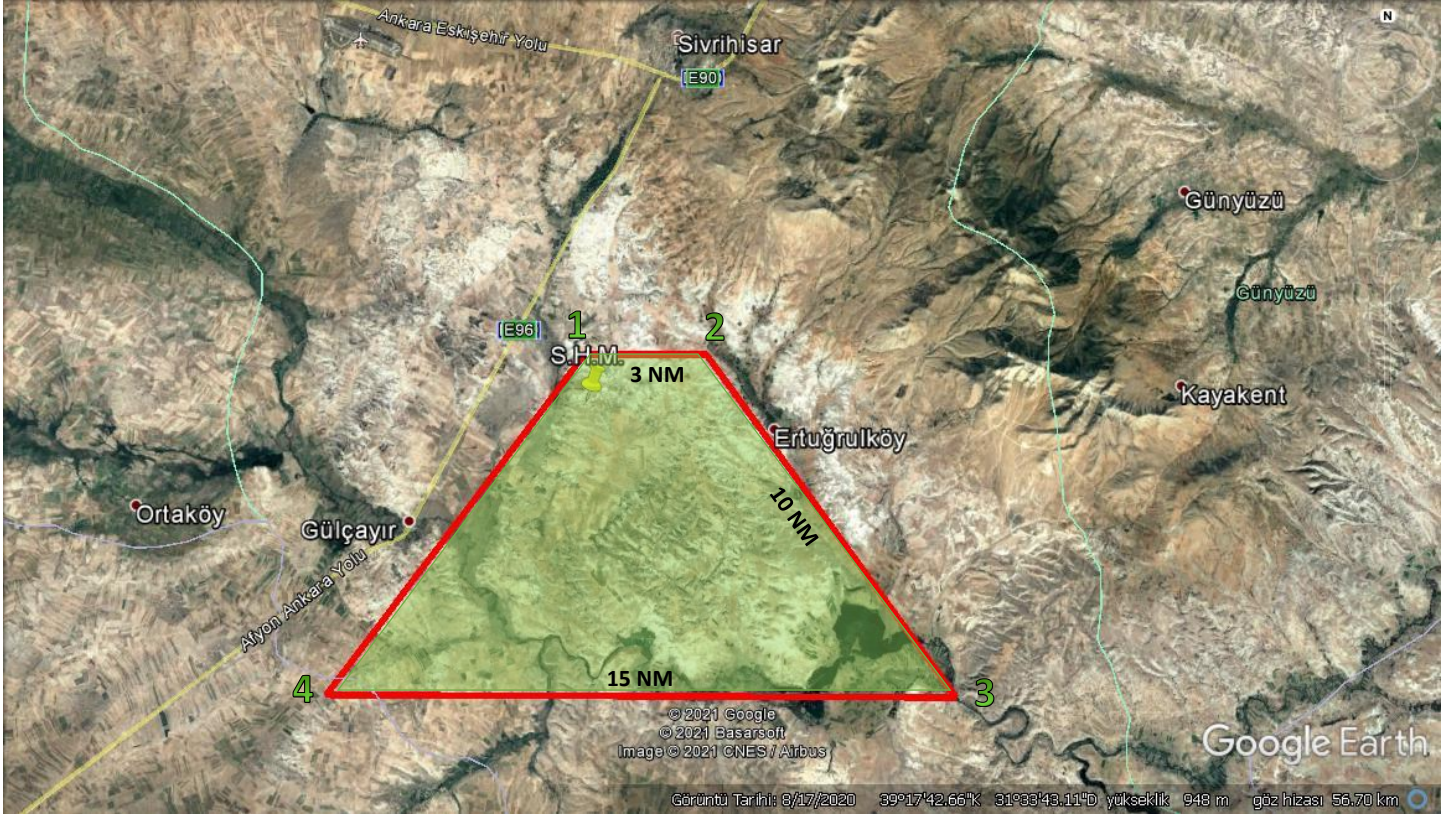 N
Ankara Eskişehir Yolu
Sivrihisar
E90
Günyüzü
Günyüzü
E96
1
2
S.H.M.
3 NM
Kayakent
Ertuğrulköy
10 NM
Ortaköy
Gülçayır
Afyon Ankara Yolu
4
15 NM
3
© 2021 Google
© 2021 Basarsoft
Image © 2021 CNES / Airbus
Google Earth
Görüntü Tarihi: 8/17/2020 39°17'42.66"K 31°33'43.11"D yükseklik 948 m göz hizası 56.70 km